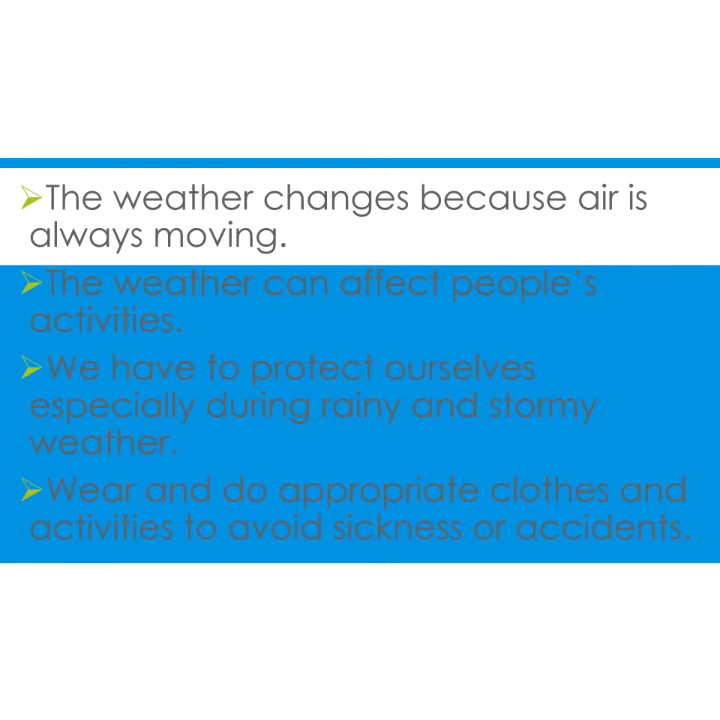 The weather changes because air is
always moving.
The weather can affect people’s
activities.
We have to protect ourselves
especially during rainy and stormy
weather.
Wear and do appropriate clothes and
activities to avoid sickness or accidents.